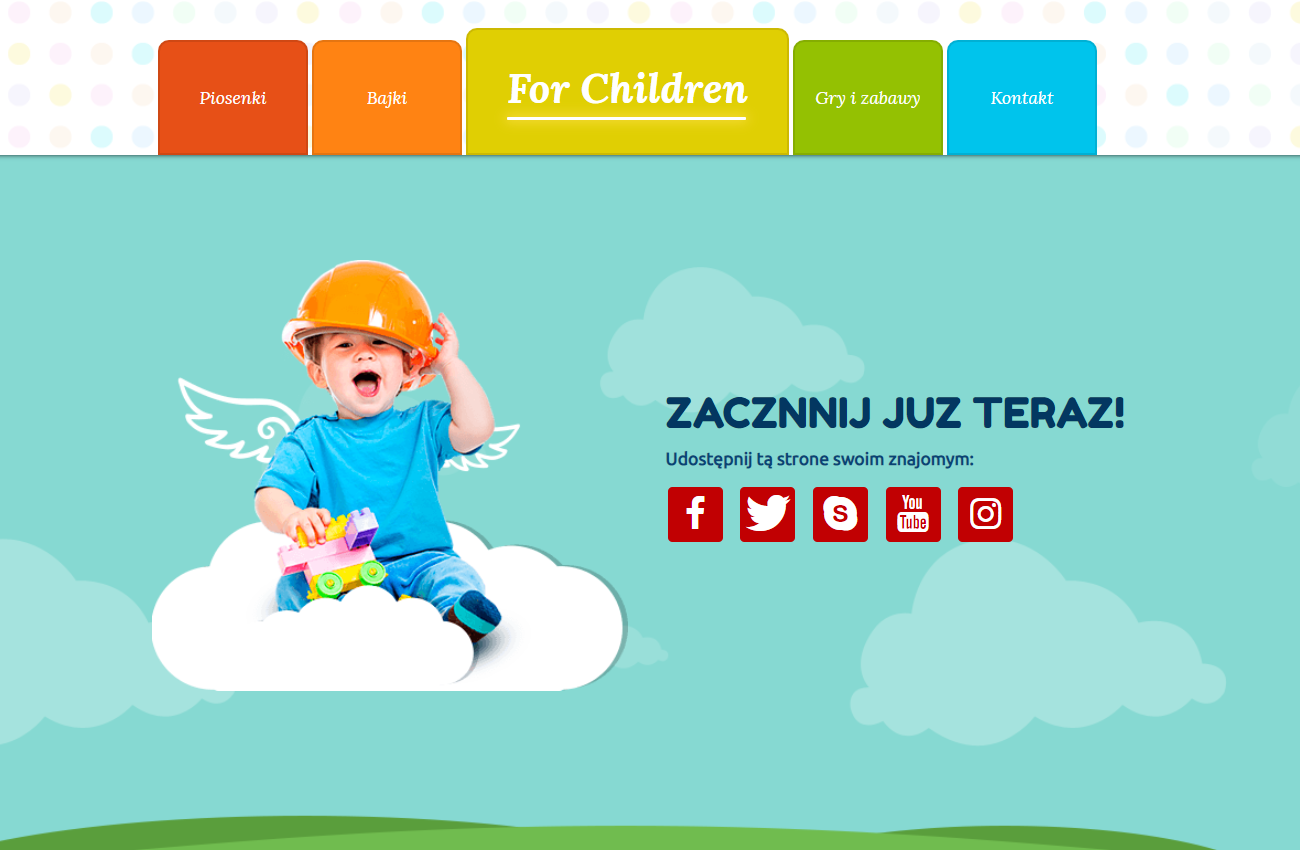 Piosenki
Bajki
For Children
Gry i zabawy
Kontakt
ZACZNNIJ JUZ TERAZ!
Udostępnij tą strone swoim znajomym:
f
S
You
Tube